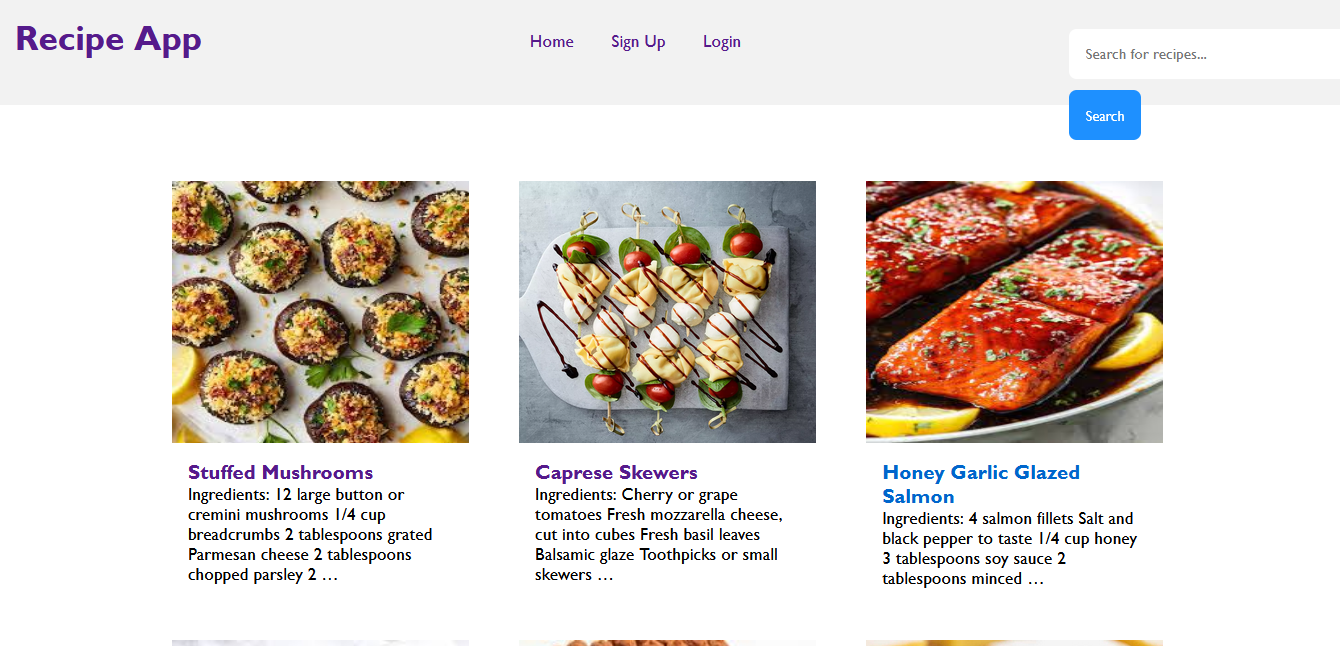 Recipe App
Home
Sign Up
Login
Search for recipes...
Search
Stuffed Mushrooms
Ingredients: 12 large button or
cremini mushrooms 1/4 cup
breadcrumbs 2 tablespoons grated
Parmesan cheese 2 tablespoons
chopped parsley 2 …
Caprese Skewers
Ingredients: Cherry or grape
tomatoes Fresh mozzarella cheese,
cut into cubes Fresh basil leaves
Balsamic glaze Toothpicks or small
skewers …
Honey Garlic Glazed
Salmon
Ingredients: 4 salmon fillets Salt and
black pepper to taste 1/4 cup honey
3 tablespoons soy sauce 2
tablespoons minced …